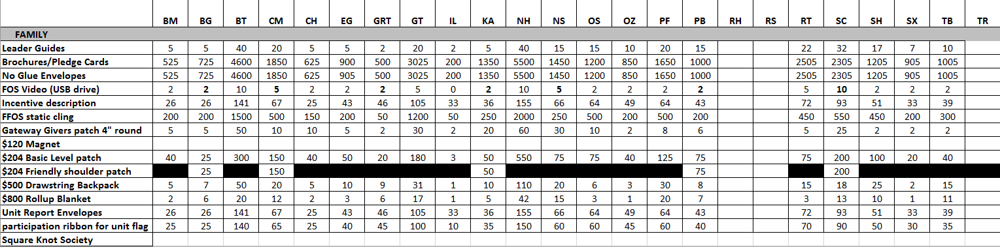 BM BG BT CM CH EG GRT GT IL KA NH NS OS OZ PF PB RH RS RT SC SH SX TB TR
FAMILY
Leader Guides 5 5 40 20 5 5 2 20 2 5 40 15 15 10 20 15 22 32 17 7 10
Brochures/Pledge Cards 525 725 4600 1850 625 900 500 3025 200 1350 5500 1450 1200 850 1650 1000 2505 2305 1205 905 1005
No Glue Envelopes 525 725 4600 1850 625 905 500 3025 200 1350 5500 1450 1200 850 1650 1000 2505 2305 1205 905 1005
FOS Video (USB drive) 2 2 10 5 2 2 2 5 0 2 10 5 2 2 2 2 5 10 2 2 2
Incentive description 26 26 141 67 25 43 46 105 33 36 155 66 64 49 64 43 72 93 51 33 39
FFOS static cling 200 200 1500 500 150 200 50 1200 50 250 2000 250 500 200 500 200 450 550 450 200 300
Gateway Givers patch 4" round 5 5 50 10 10 5 2 30 2 20 60 30 10 2 8 6 5 25 2 2 2
$120 Magnet
$204 Basic Level patch 40 25 300 150 40 50 20 180 3 50 550 75 75 40 125 75 75 200 100 20 40
$204 Friendly shoulder patch 25 150 50 75 200
$500 Drawstring Backpack 5 7 50 20 5 10 9 31 1 10 110 20 6 3 30 8 15 18 25 2 15
$800 Rollup Blanket 2 6 20 12 2 3 6 17 1 5 42 15 3 1 20 7 3 13 10 1 11
Unit Report Envelopes 26 26 141 67 25 43 46 105 33 36 155 66 64 49 64 43 72 93 51 33 39
participation ribbon for unit flag 25 25 140 65 25 40 45 100 10 35 150 60 60 45 60 40 70 90 50 30 35
Square Knot Society